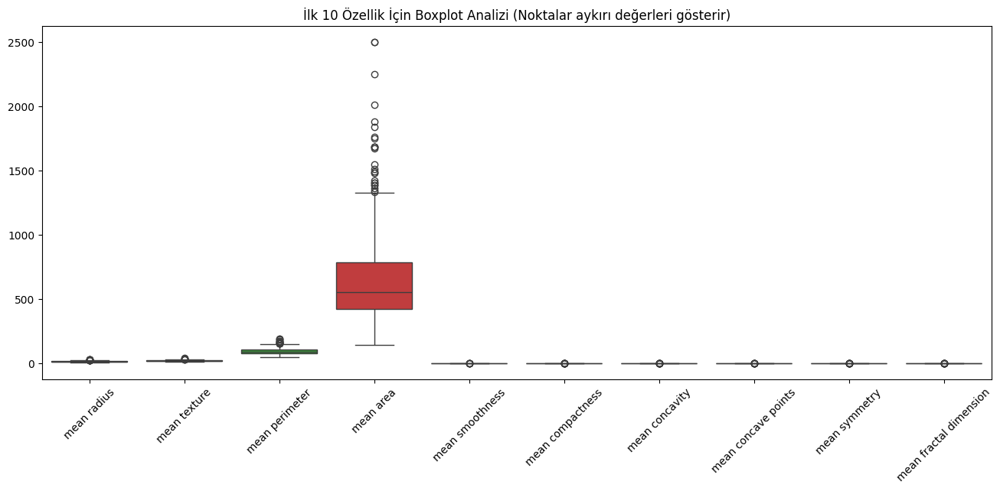 İlk 10 Özellik İçin Boxplot Analizi (Noktalar aykırı değerleri gösterir)
2500
2000
1500
1000
500
0
mean radius
mean texture
mean perimeter
mean area
mean smoothness
mean compactness
mean concavity
mean concave points
mean symmetry
mean fractal dimension